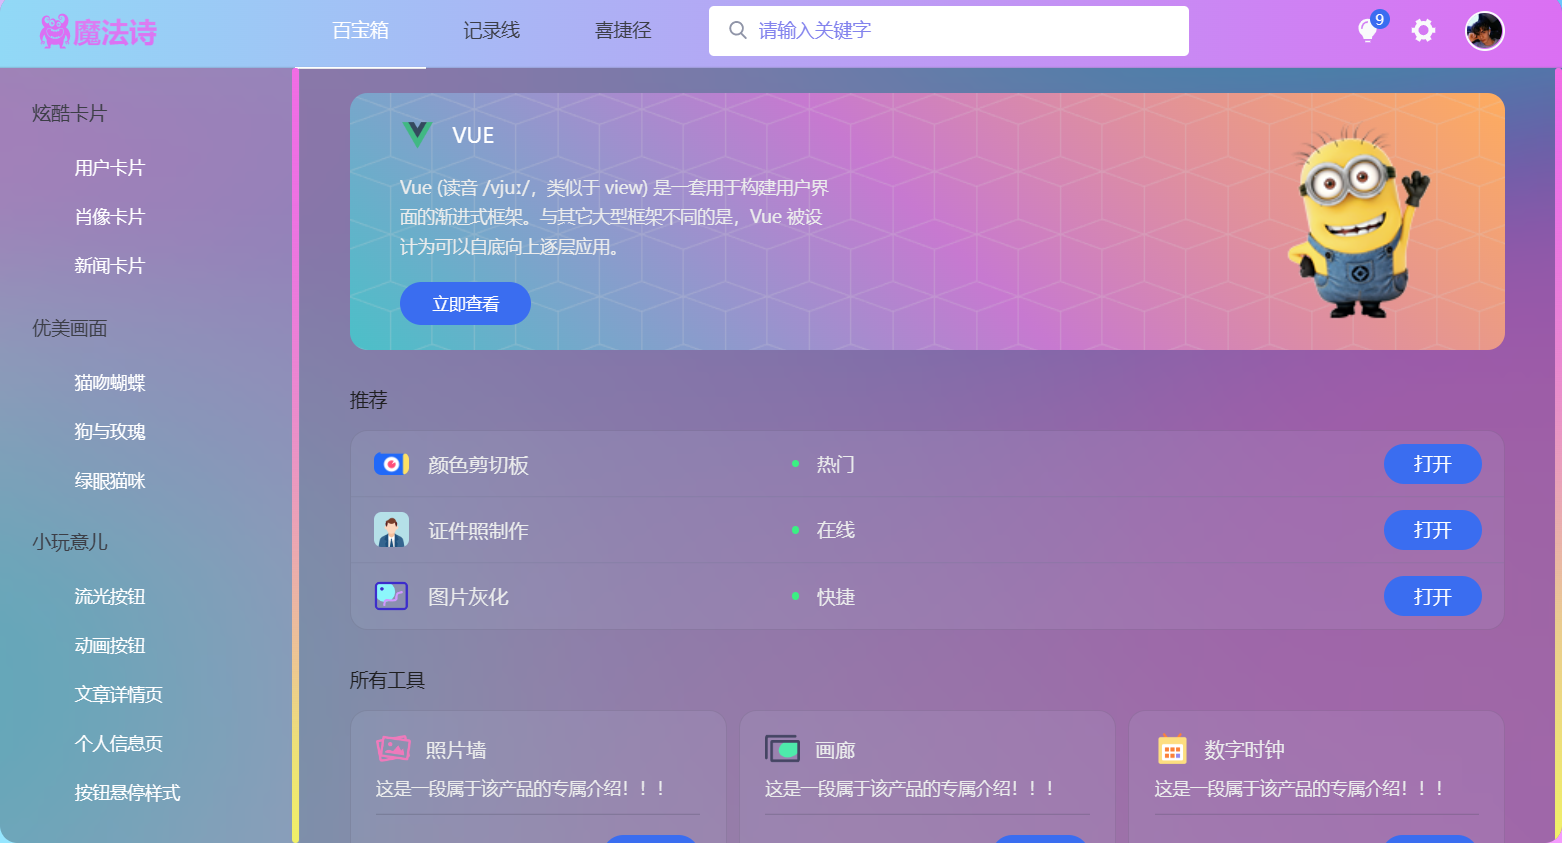 魔法诗
百宝箱
记录线
喜捷径
请输入关键字
9
炫酷卡片
用户卡片
肖像卡片
新闻卡片
优美画面
猫吻蝴蝶
狗与玫瑰
绿眼猫咪
小玩意儿
流光按钮
动画按钮
文章详情页
个人信息页
按钮悬停样式
VUE
Vue (读音 /vjuː/，类似于 view) 是一套用于构建用户界
面的渐进式框架。与其它大型框架不同的是，Vue 被设
计为可以自底向上逐层应用。
立即查看
推荐
颜色剪切板
热门
打开
证件照制作
在线
打开
图片灰化
快捷
打开
所有工具
照片墙
这是一段属于该产品的专属介绍！！！
画廊
这是一段属于该产品的专属介绍！！！
数字时钟
这是一段属于该产品的专属介绍！！！